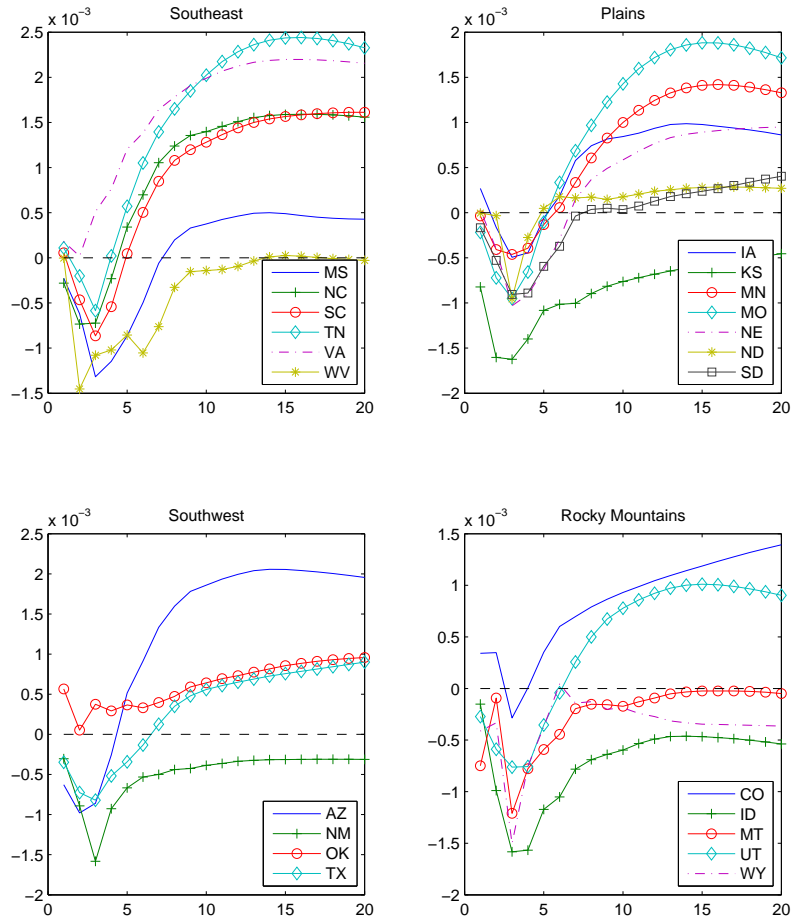 Southeast
x 10⁻³
2.5
2
1.5
1
0.5
0
−0.5
−1
−1.5
0 5 10 15 20
MS
NC
SC
TN
VA
WV
Plains
x 10⁻³
2
1.5
1
0.5
0
−0.5
−1
−1.5
−2
0 5 10 15 20
IA
KS
MN
MO
NE
ND
SD
Southwest
x 10⁻³
2.5
2
1.5
1
0.5
0
−0.5
−1
−1.5
−2
0 5 10 15 20
AZ
NM
OK
TX
Rocky Mountains
x 10⁻³
1.5
1
0.5
0
−0.5
−1
−1.5
−2
0 5 10 15 20
CO
ID
MT
UT
WY